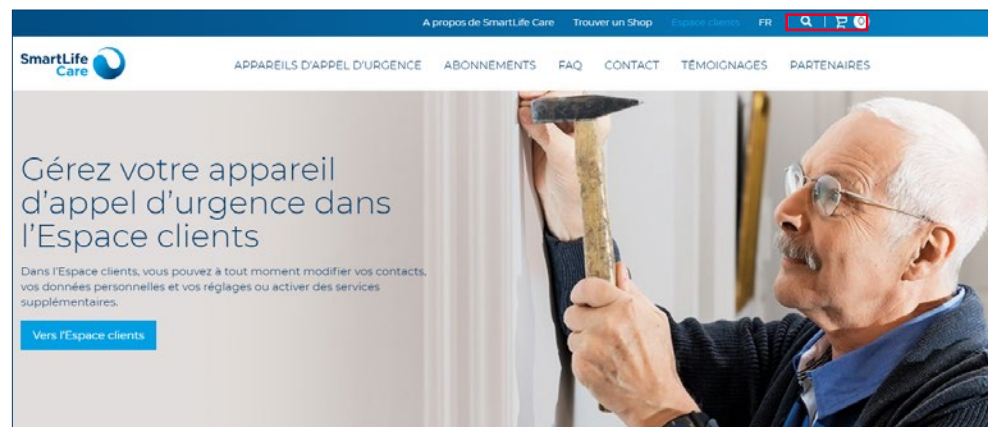 A propos de SmartLife Care Trouver un Shop Espace clients FR 0
SmartLife
Care
APPAREILS D'APPEL D'URGENCE ABONNEMENTS FAQ CONTACT TÉMOIGNAGES PARTENAIRES
Gérez votre appareil
d'appel d'urgence dans
l'Espace clients
Dans l'Espace clients, vous pouvez à tout moment modifier vos contacts,
vos données personnelles et vos réglages ou activer des services
supplémentaires.
Vers l'Espace clients